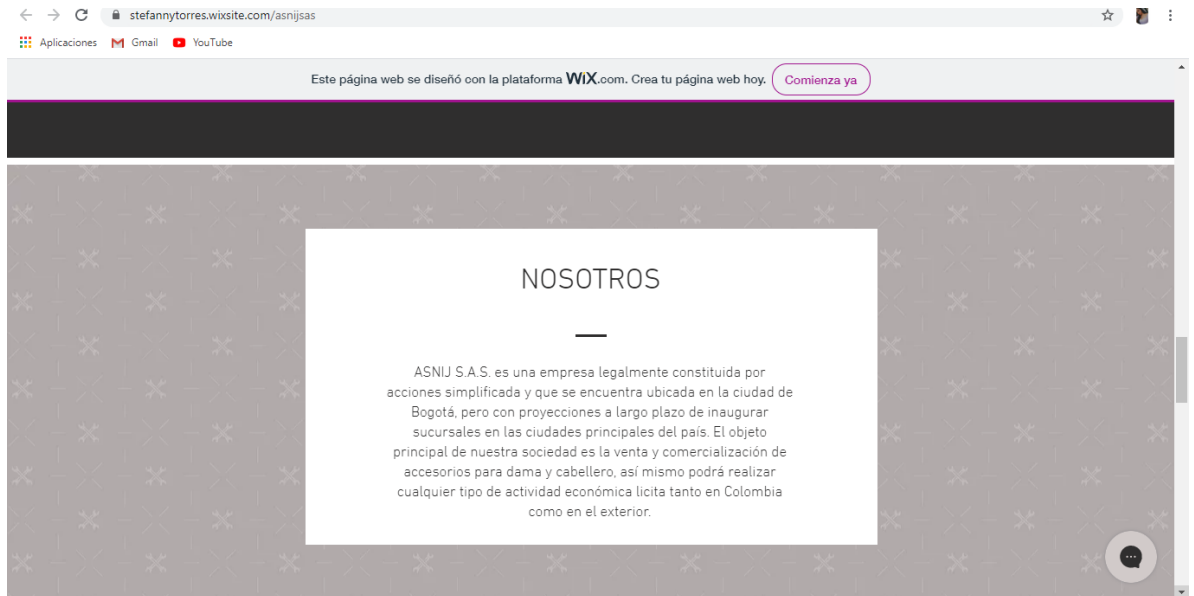 stefannytorres.wixsite.com/asnijsas
Aplicaciones Gmail YouTube
Este página web se diseñó con la plataforma WiX.com. Crea tu página web hoy. Comienza ya
NOSOTROS
ASNIJ S.A.S. es una empresa legalmente constituida por
acciones simplificada y que se encuentra ubicada en la ciudad de
Bogotá, pero con proyecciones a largo plazo de inaugurar
sucursales en las ciudades principales del país. El objeto
principal de nuestra sociedad es la venta y comercialización de
accesorios para dama y cabellero, así mismo podrá realizar
cualquier tipo de actividad económica licita tanto en Colombia
como en el exterior.